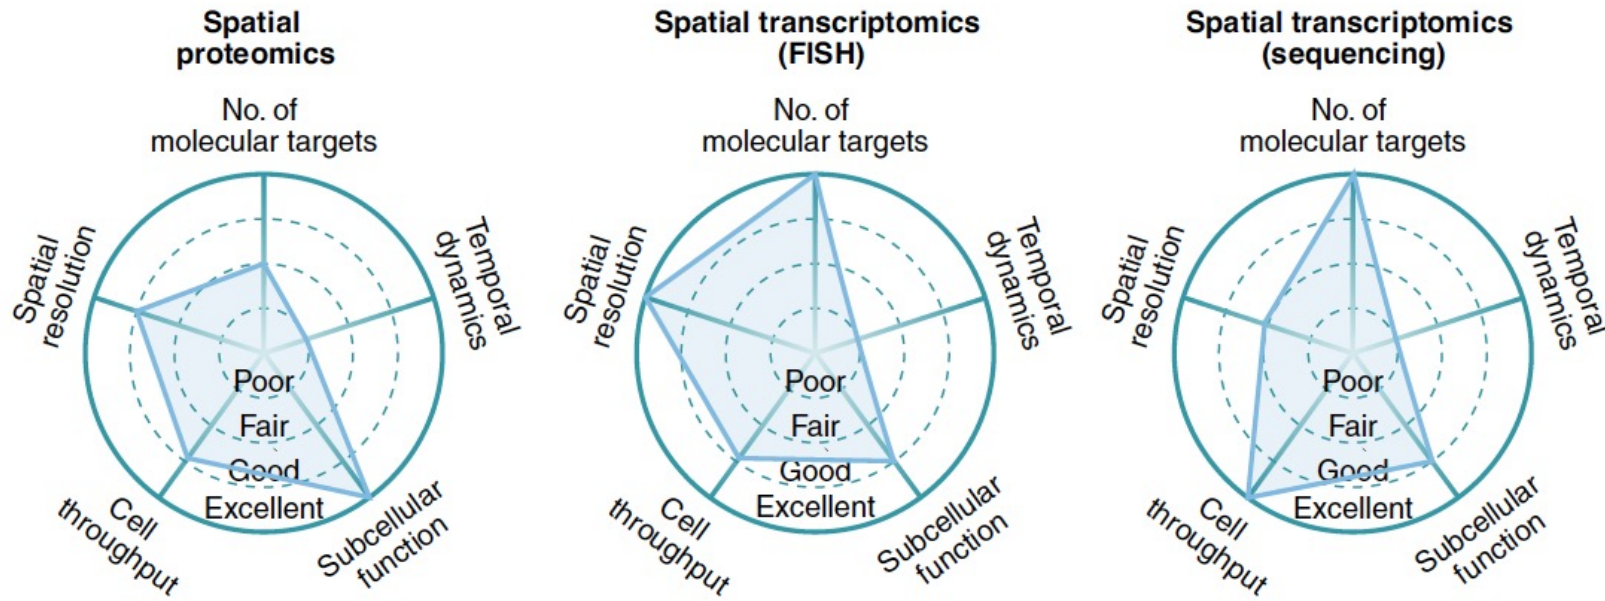 Spatial
proteomics
No. of
molecular targets
Spatial
resolution
Temporal
dynamics
Poor
Fair
Good
Excellent
Cell
throughput
Subcellular
function
Spatial transcriptomics
(FISH)
No. of
molecular targets
Spatial
resolution
Temporal
dynamics
Poor
Fair
Good
Excellent
Cell
throughput
Subcellular
function
Spatial transcriptomics
(sequencing)
No. of
molecular targets
Spatial
resolution
Temporal
dynamics
Poor
Fair
Good
Excellent
Cell
throughput
Subcellular
function